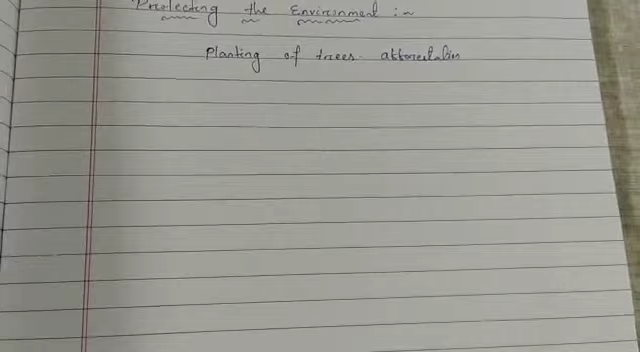 Protecting the Environment :-
Planting of trees. afforestation